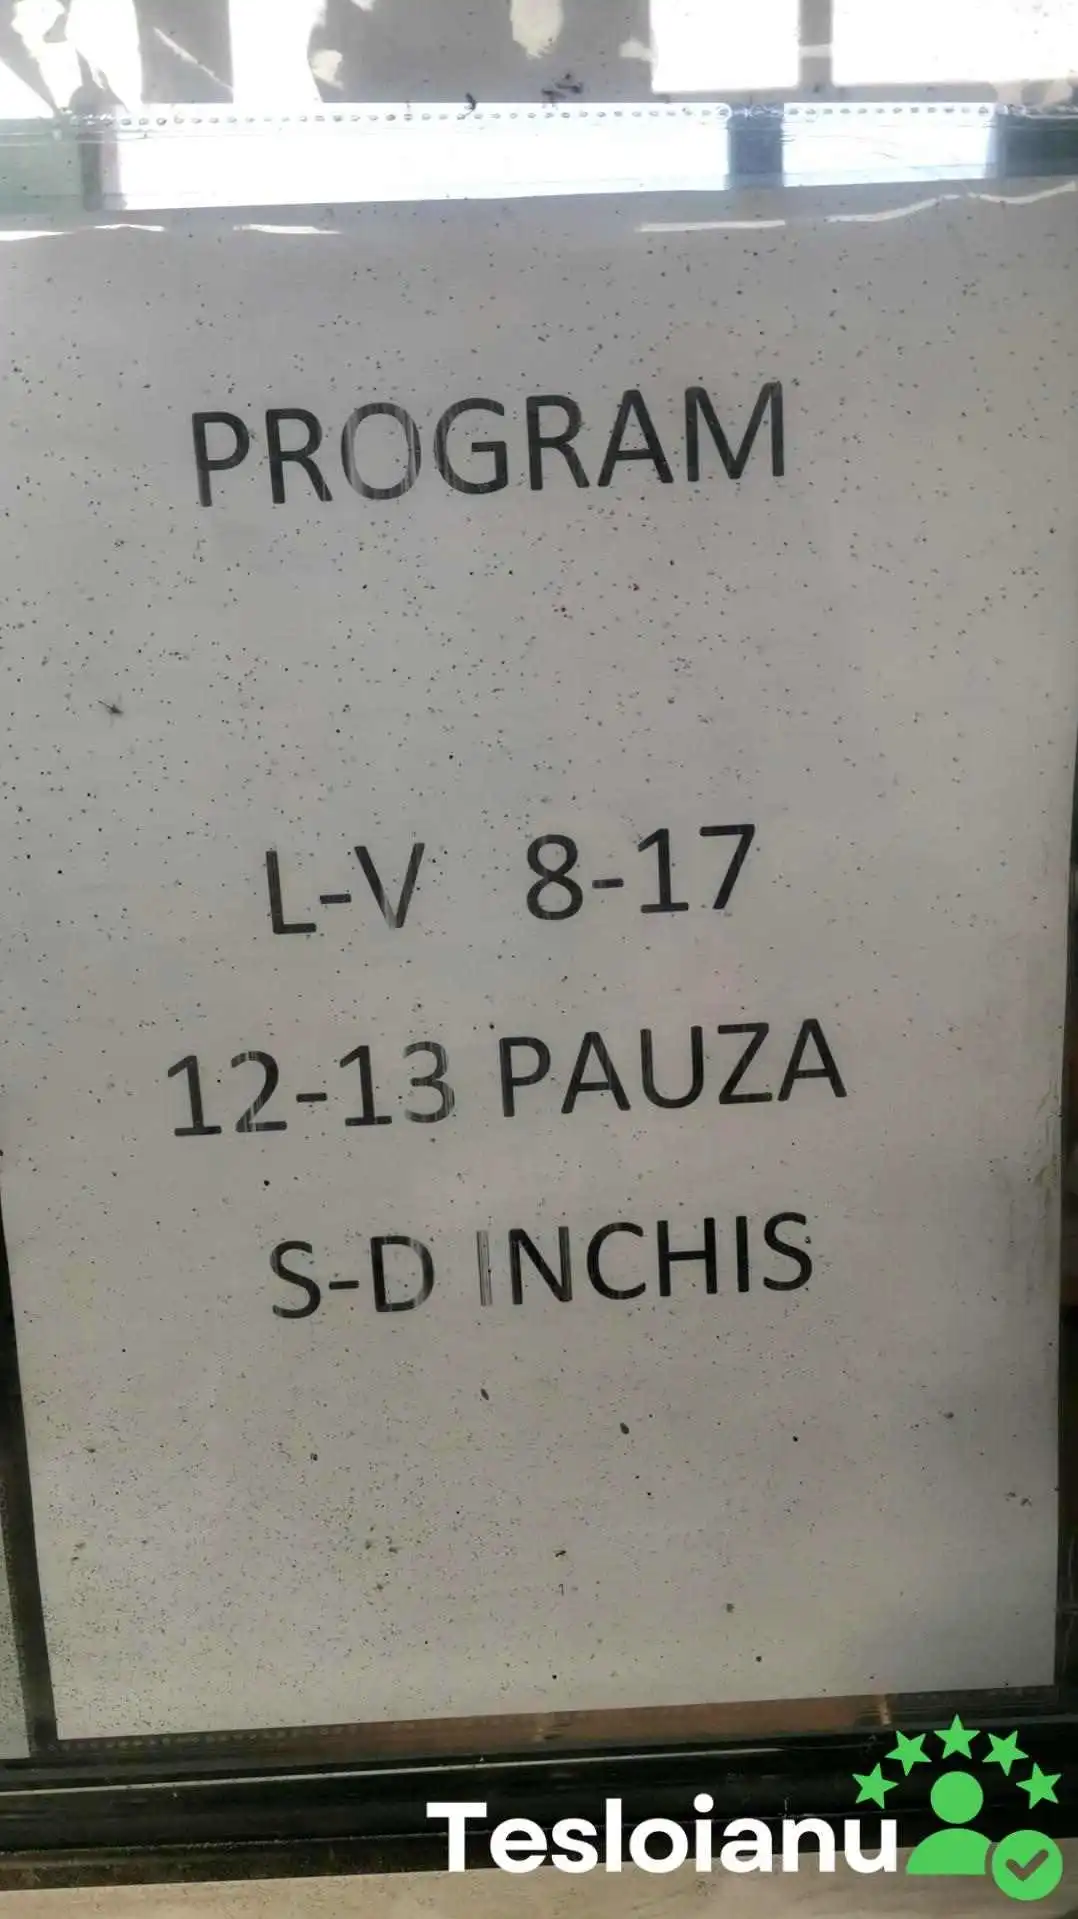 PROGRAM
L-V 8-17
12-13 PAUZA
S-D INCHIS
Tesloianu